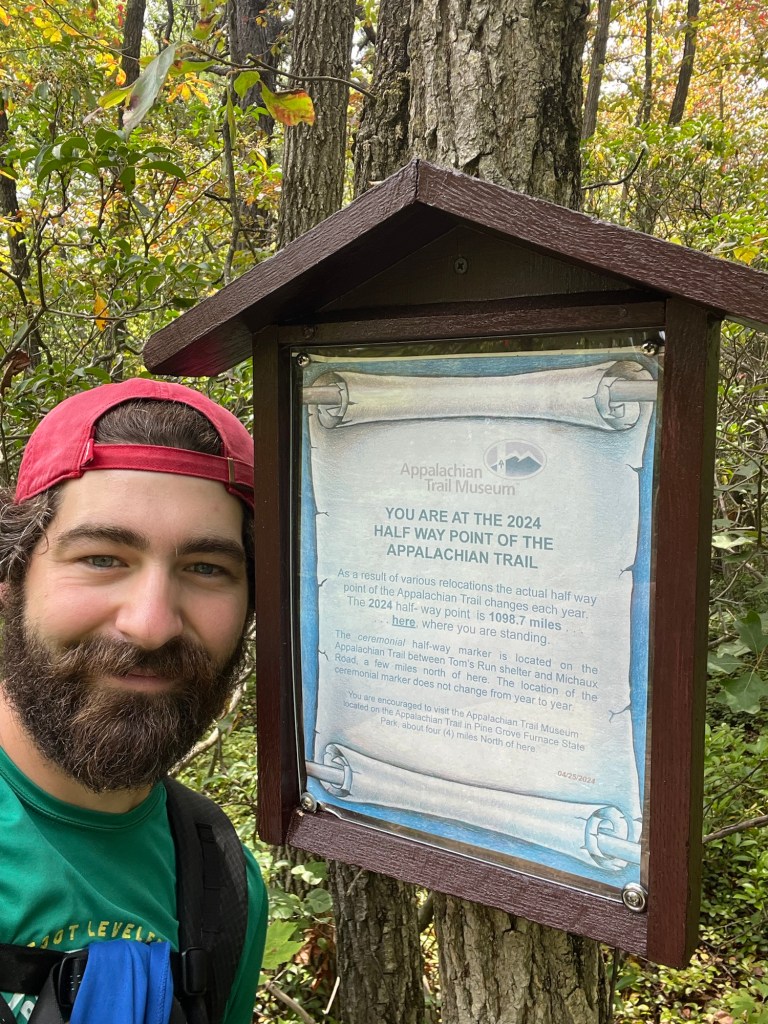 Appalachian
Trail Museum
YOU ARE AT THE 2024
HALF WAY POINT OF THE
APPALACHIAN TRAIL
As a result of various relocations the actual half way
point of the Appalachian Trail changes each year.
The 2024 half- way point is 1098.7 miles . .
. . . here, where you are standing.
The ceremonial half-way marker is located on the
Appalachian Trail between Tom's Run shelter and Michaux
Road, a few miles north of here. The location of the
ceremonial marker does not change from year to year.
You are encouraged to visit the Appalachian Trail Museum
located on the Appalachian Trail in Pine Grove Furnace State
Park, about four (4) miles North of here
04/25/2024